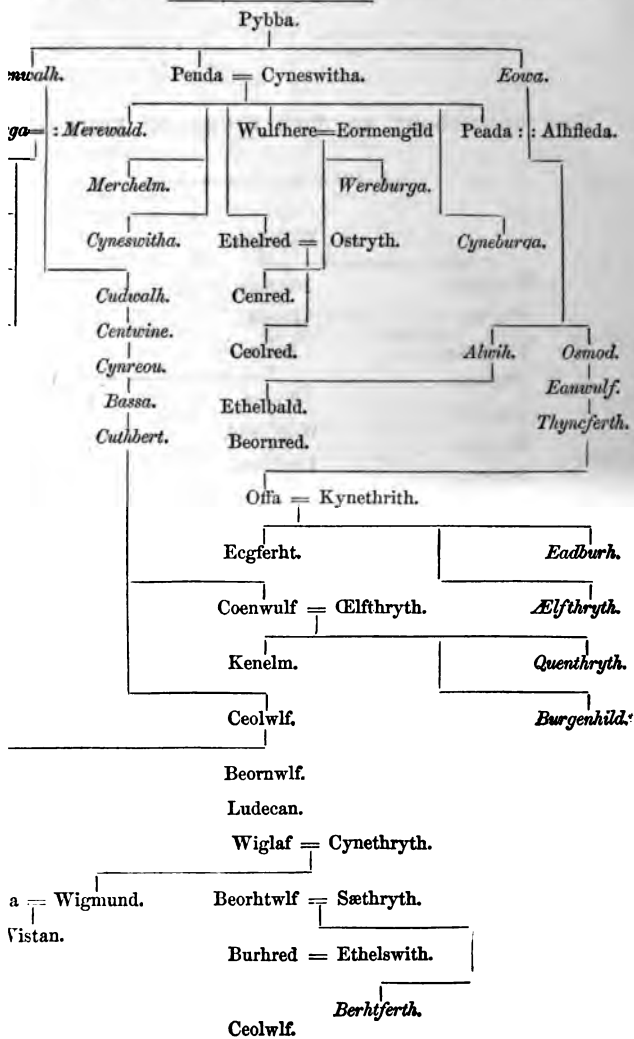 Pybba.
nwalh. Penda = Cyneswitha. Eowa.
ga= : Merewald. Wulfhere=Eormengild Peada : : Alhfleda.
Merchelm. Wereburga.
Cyneswitha. Ethelred = Ostryth. Cyneburga.
Cudwalh. Cenred.
Centwine.
Ceolred. Alwih. Osmod.
Cynreou.
Eanwulf.
Bassa. Ethelbald.
Thyncferth.
Cuthbert. Beornred.
Offa = Kynethrith.
Ecgferht. Eadburh.
Coenwulf = Œlfthryth. Ælfthryth.
Kenelm. Quenthryth.
Ceolwlf. Burgenhild.
Beornwlf.
Ludecan.
Wiglaf = Cynethryth.
a = Wigmund. Beorhtwlf = Sæthryth.
Vistan.
Burhred = Ethelswith.
Berhtferth.
Ceolwlf.